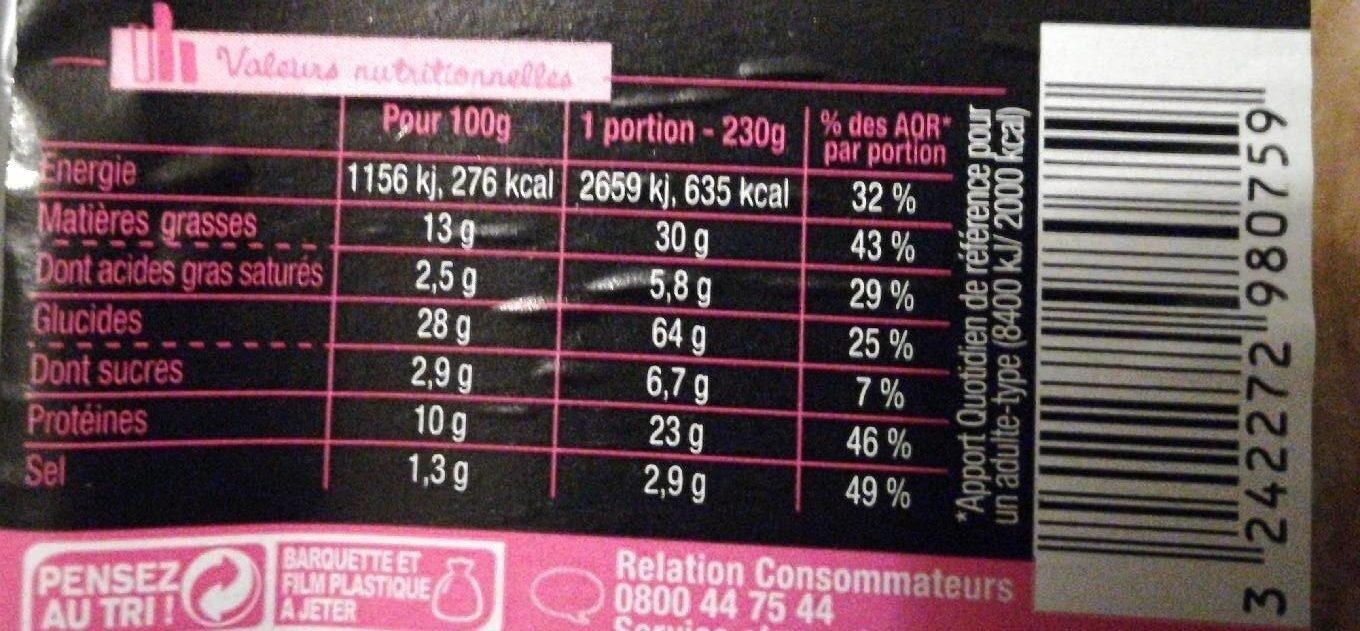 Valeurs nutritionnelles
Pour 100g 1 portion - 230g % des AQR*
par portion
Energie 1156 kj, 276 kcal 2659 kj, 635 kcal 32 %
Matières grasses 13 g 30 g 43 %
Dont acides gras saturés 2,5 g 5,8 g 29 %
Glucides 28 g 64 g 25 %
Dont sucres 2,9 g 6,7 g 7 %
Protéines 10 g 23 g 46 %
Sel 1,3 g 2,9 g 49 %
*Apport Quotidien de référence pour
un adulte-type (8400 kJ/ 2000 kcal)
3 242272 980759
PENSEZ
AU TRI !
BARQUETTE ET
FILM PLASTIQUE
A JETER
Relation Consommateurs
0800 44 75 44